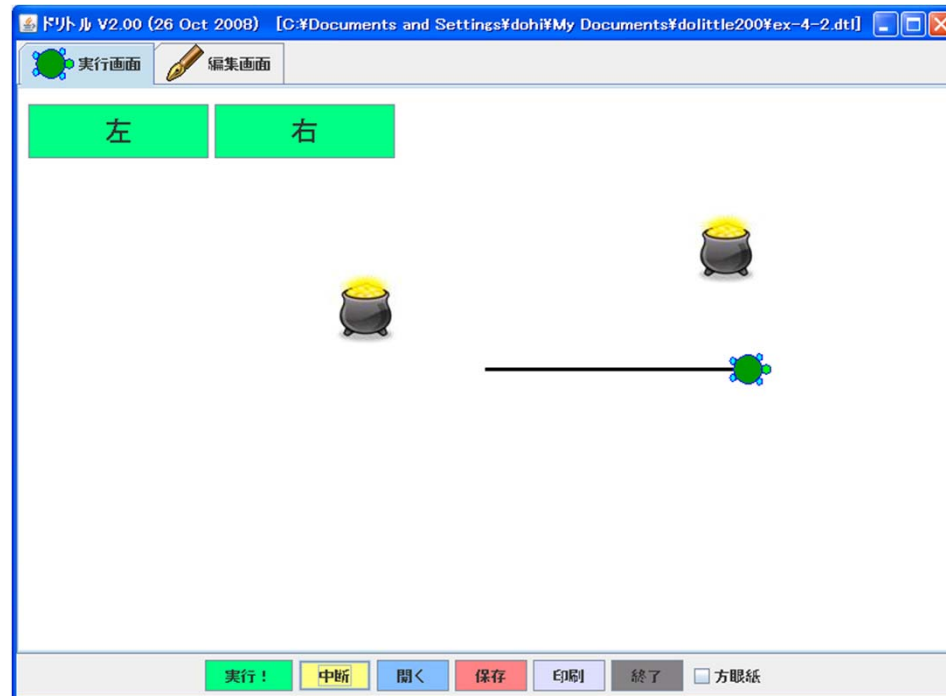 ドリトル V2.00 (26 Oct 2008) [C:¥Documents and Settings¥dohi¥My Documents¥dolittle200¥ex-4-2.dtl]
実行画面 編集画面
左 右
実行! 中断 開く 保存 印刷 終了 方眼紙